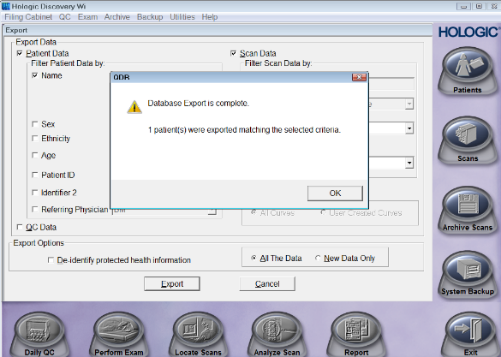 Hologic Discovery Wi
Filing Cabinet QC Exam Archive Backup Utilities Help
Export
HOLOGIC
Export Data
Patient Data
Scan Data
Filter Patient Data by:
Filter Scan Data by:
Name
QDR
Database Export is complete.
1 patient(s) were exported matching the selected criteria.
OK
Sex
Ethnicity
Age
Patient ID
Identifier 2
Referring Physician
All Curves
User Created Curves
QC Data
Export Options
De-identify protected health information
All The Data
New Data Only
Export
Cancel
Patients
Scans
Archive Scans
System Backup
Daily QC
Perform Exam
Locate Scans
Analyze Scan
Report
Exit